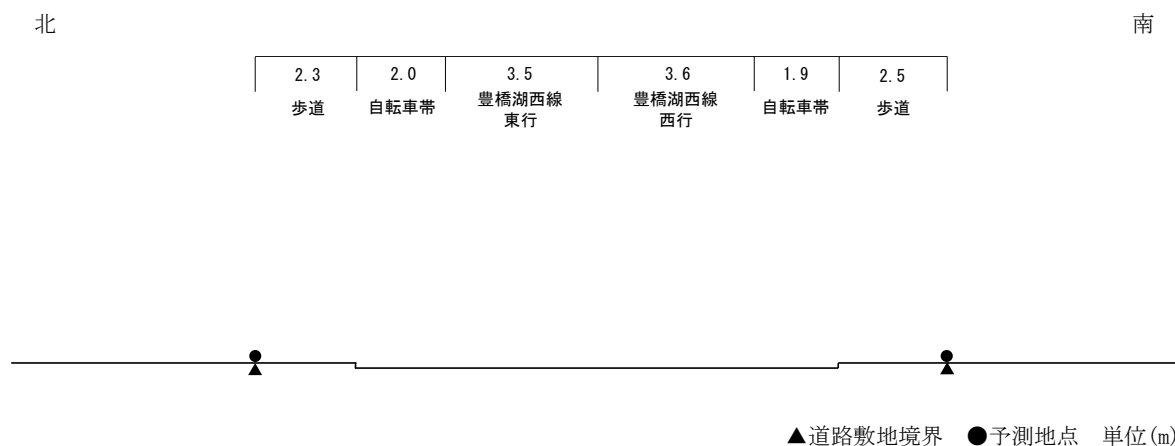 北 南
2.3 2.0 3.5 3.6 1.9 2.5
歩道 自転車帯 豊橋湖西線 豊橋湖西線 自転車帯 歩道
東行 西行
▲道路敷地境界 ●予測地点 単位(m)